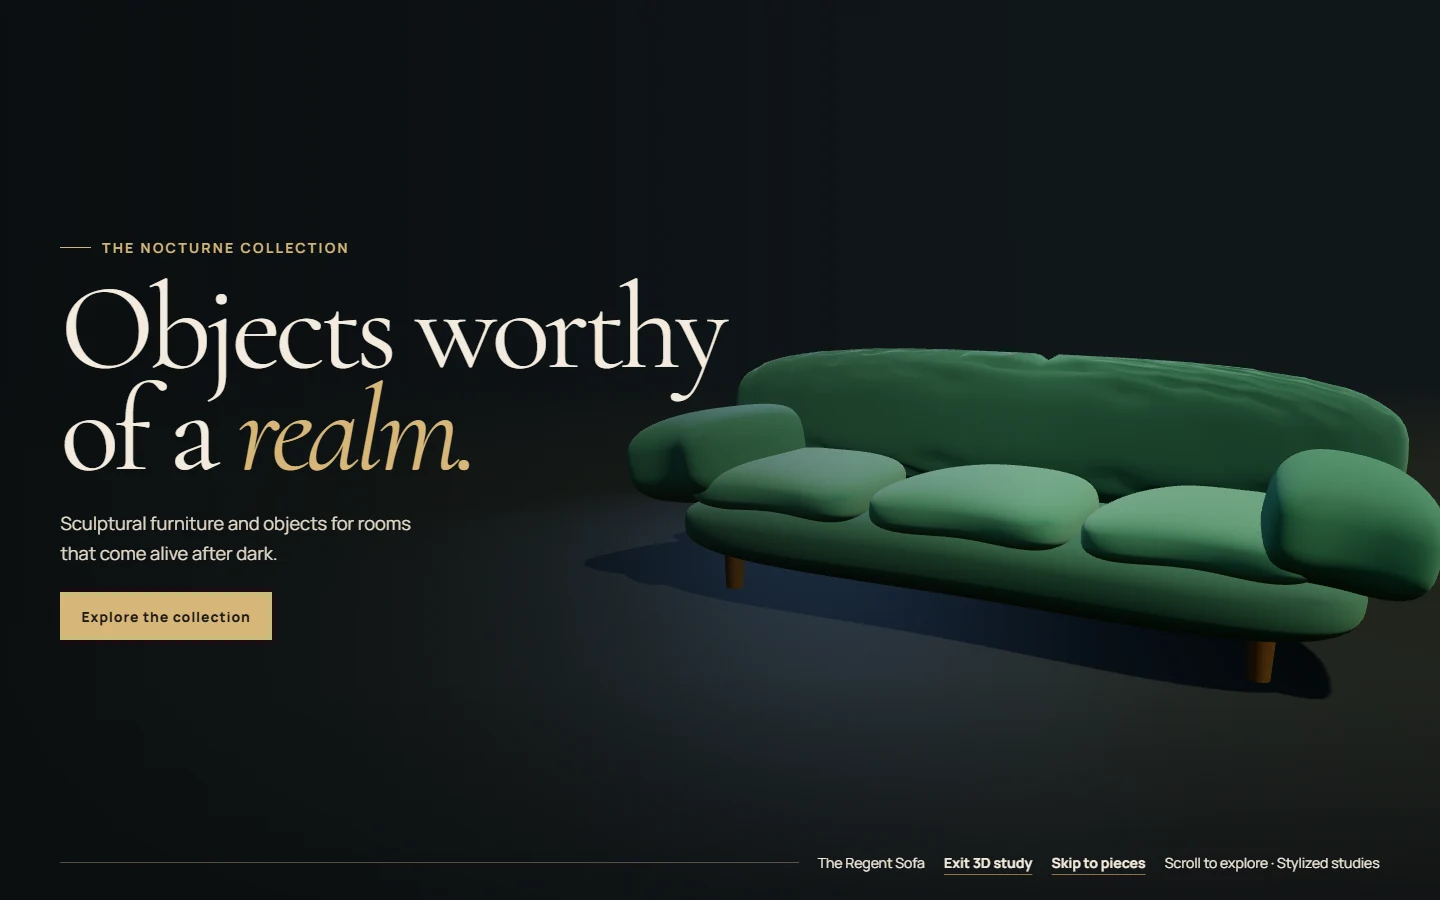 THE NOCTURNE COLLECTION
Objects worthy
of a realm.
Sculptural furniture and objects for rooms
that come alive after dark.
Explore the collection
The Regent Sofa Exit 3D study Skip to pieces Scroll to explore · Stylized studies